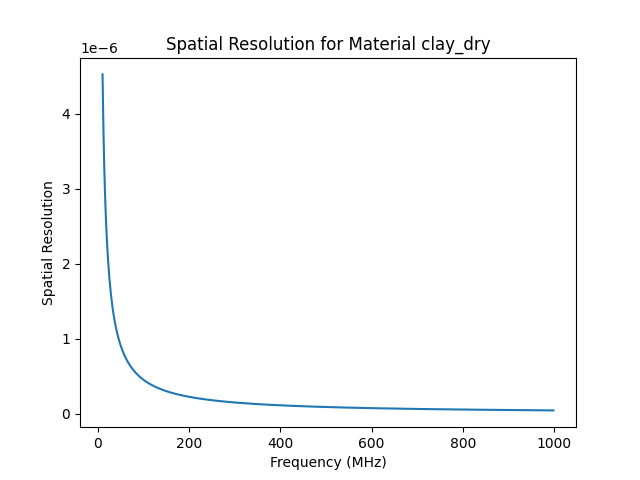 Spatial Resolution for Material clay_dry
1e−6
4
3
2
1
0
Spatial Resolution
0 200 400 600 800 1000
Frequency (MHz)